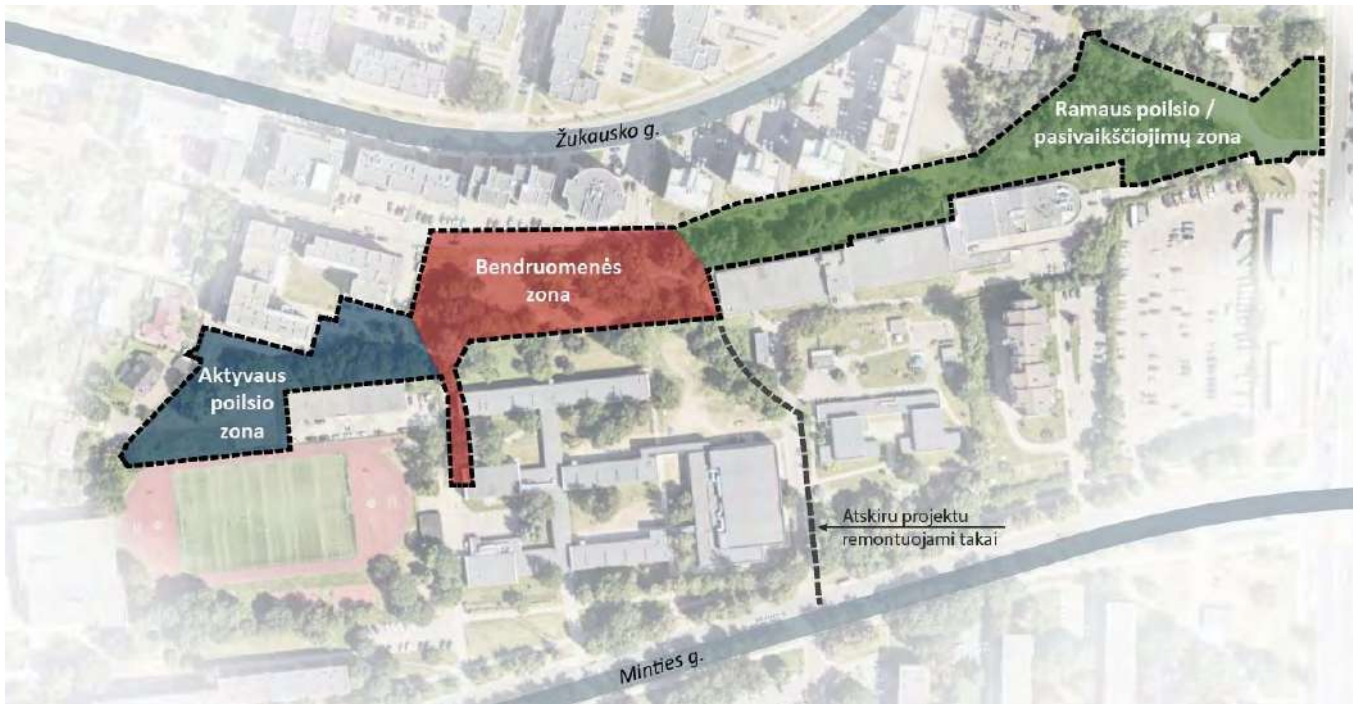 Žukausko g.
Ramaus poilsio /
pasivaikščiojimų zona
Bendruomenės
zona
Aktyvaus
poilsio
zona
Atskiru projektu
remontuojami takai
Minties g.